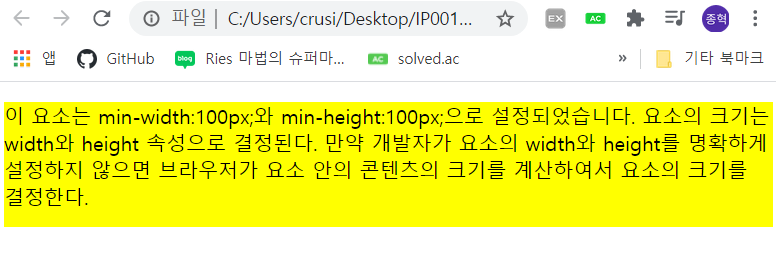 파일 | C:/Users/crusi/Desktop/IP001...
EX
AC
종혁
앱
GitHub
blog
Ries 마법의 슈퍼마...
AC
solved.ac
»
기타 북마크
이 요소는 min-width:100px;와 min-height:100px;으로 설정되었습니다. 요소의 크기는
width와 height 속성으로 결정된다. 만약 개발자가 요소의 width와 height를 명확하게
설정하지 않으면 브라우저가 요소 안의 콘텐츠의 크기를 계산하여서 요소의 크기를
결정한다.